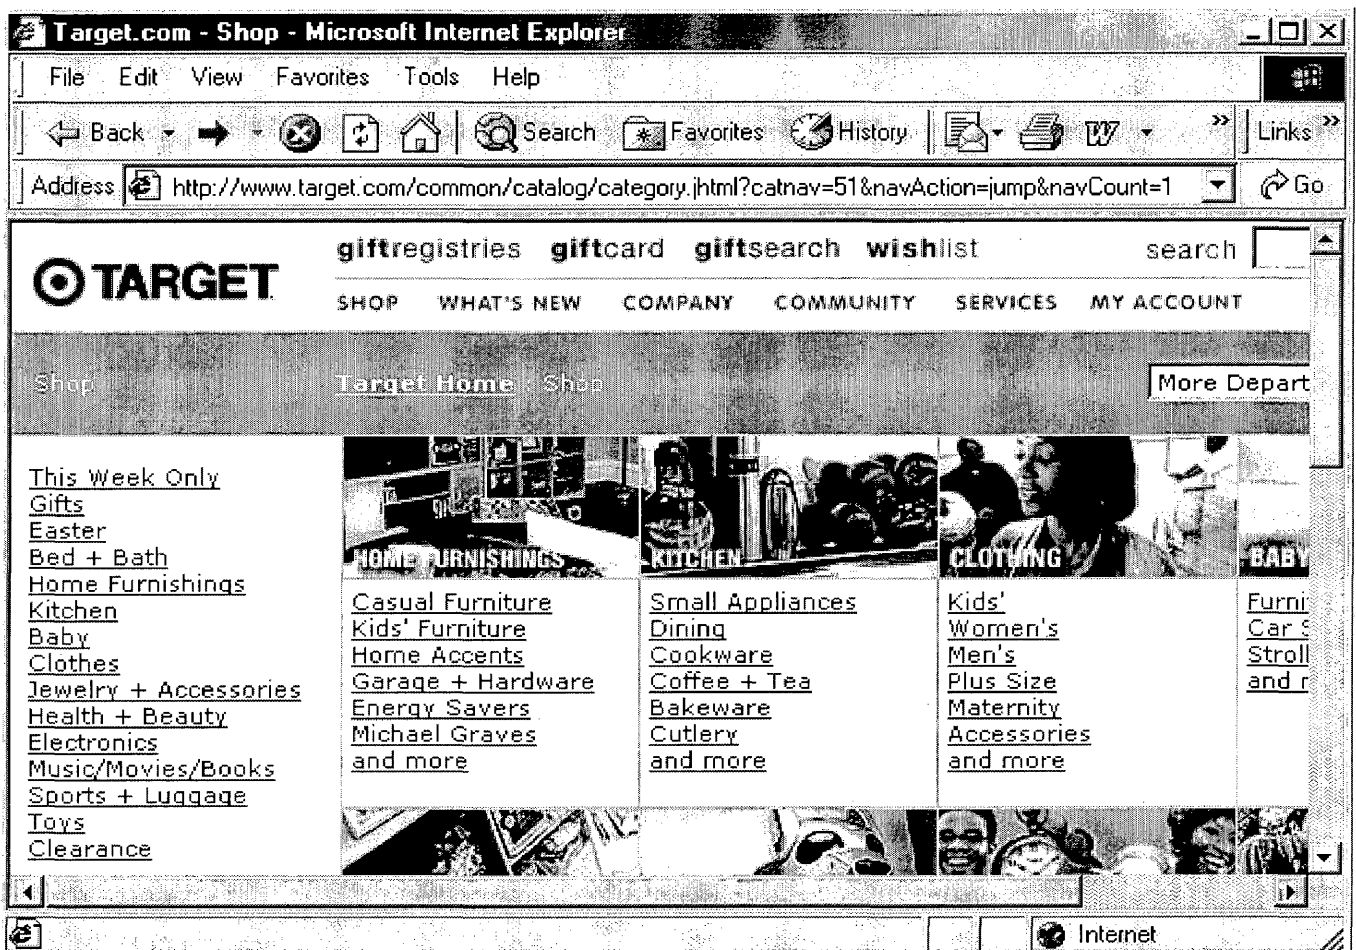 Target.com - Shop - Microsoft Internet Explorer
File Edit View Favorites Tools Help
Back Search Favorites History W » Links »
Address http://www.target.com/common/catalog/category.jhtml?catnav=51&navAction=jump&navCount=1 Go
giftregistries giftcard giftsearch wishlist search
TARGET
SHOP WHAT'S NEW COMPANY COMMUNITY SERVICES MY ACCOUNT
Shop Target Home : Shop More Depart
This Week Only
Gifts
Easter
Bed + Bath
Home Furnishings
Kitchen
Baby
Clothes
Jewelry + Accessories
Health + Beauty
Electronics
Music/Movies/Books
Sports + Luggage
Toys
Clearance
HOME FURNISHINGS
Casual Furniture
Kids' Furniture
Home Accents
Garage + Hardware
Energy Savers
Michael Graves
and more
KITCHEN
Small Appliances
Dining
Cookware
Coffee + Tea
Bakeware
Cutlery
and more
CLOTHING
Kids'
Women's
Men's
Plus Size
Maternity
Accessories
and more
BABY
Furni
Car S
Stroll
and r
Internet